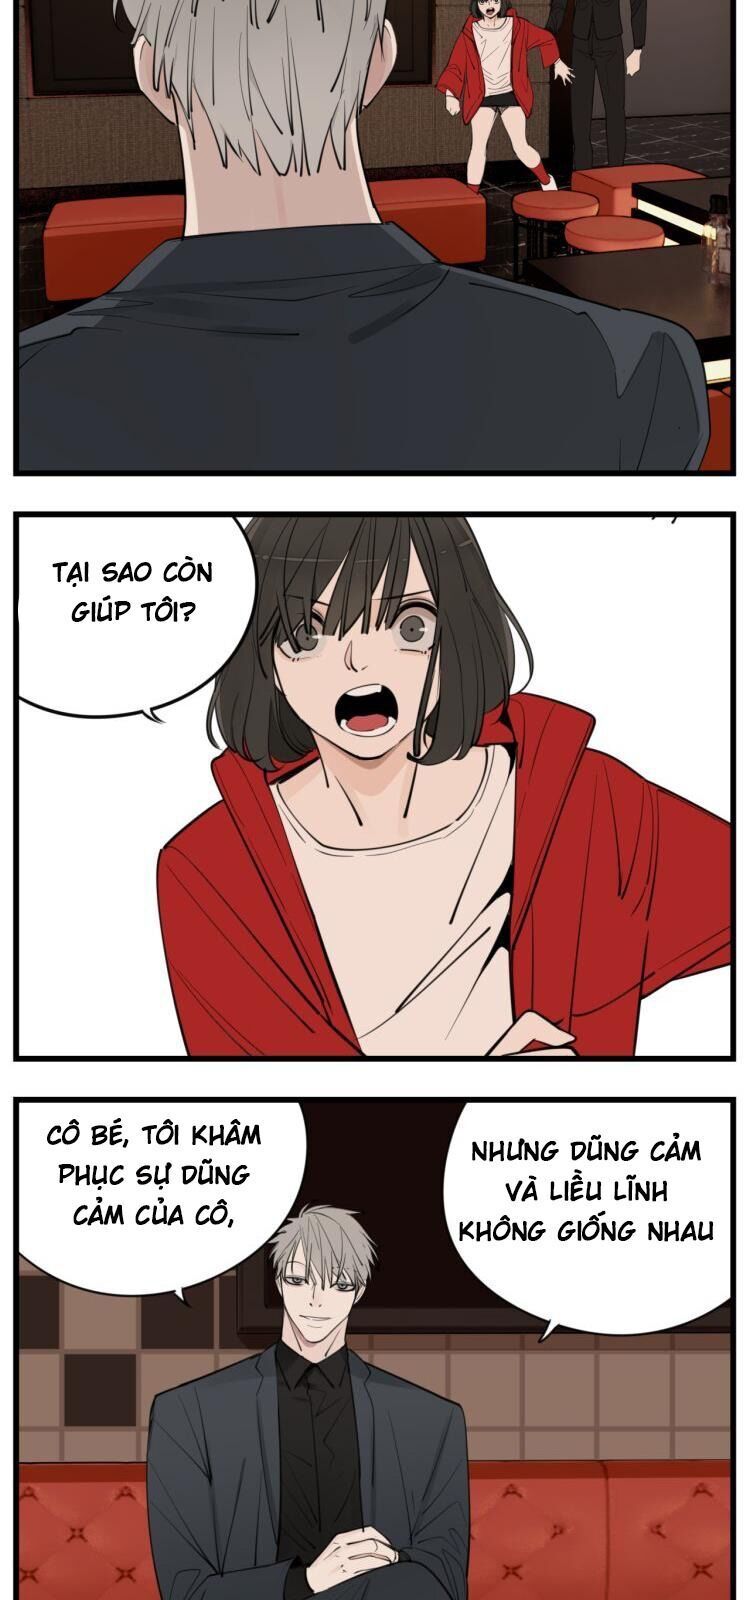 TẠI SAO CÒN
GIÚP TÔI?
CÔ BÉ, TÔI KHÂM
PHỤC SỰ DŨNG
CẢM CỦA CÔ,
NHƯNG DŨNG CẢM
VÀ LIỀU LĨNH
KHÔNG GIỐNG NHAU